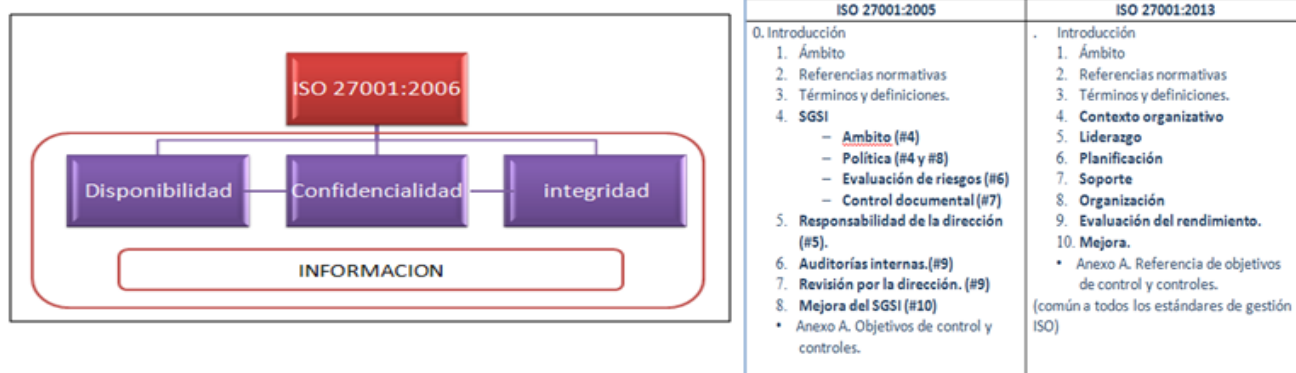 ISO 27001:2006
Disponibilidad
Confidencialidad
integridad
INFORMACION
ISO 27001:2005
0. Introducción
1. Ámbito
2. Referencias normativas
3. Términos y definiciones.
4. SGSI
– Ambito (#4)
– Política (#4 y #8)
– Evaluación de riesgos (#6)
– Control documental (#7)
5. Responsabilidad de la dirección
(#5).
6. Auditorías internas.(#9)
7. Revisión por la dirección. (#9)
8. Mejora del SGSI (#10)
• Anexo A. Objetivos de control y
controles.
ISO 27001:2013
. Introducción
1. Ámbito
2. Referencias normativas
3. Términos y definiciones.
4. Contexto organizativo
5. Liderazgo
6. Planificación
7. Soporte
8. Organización
9. Evaluación del rendimiento.
10. Mejora.
• Anexo A. Referencia de objetivos
de control y controles.
(común a todos los estándares de gestión
ISO)